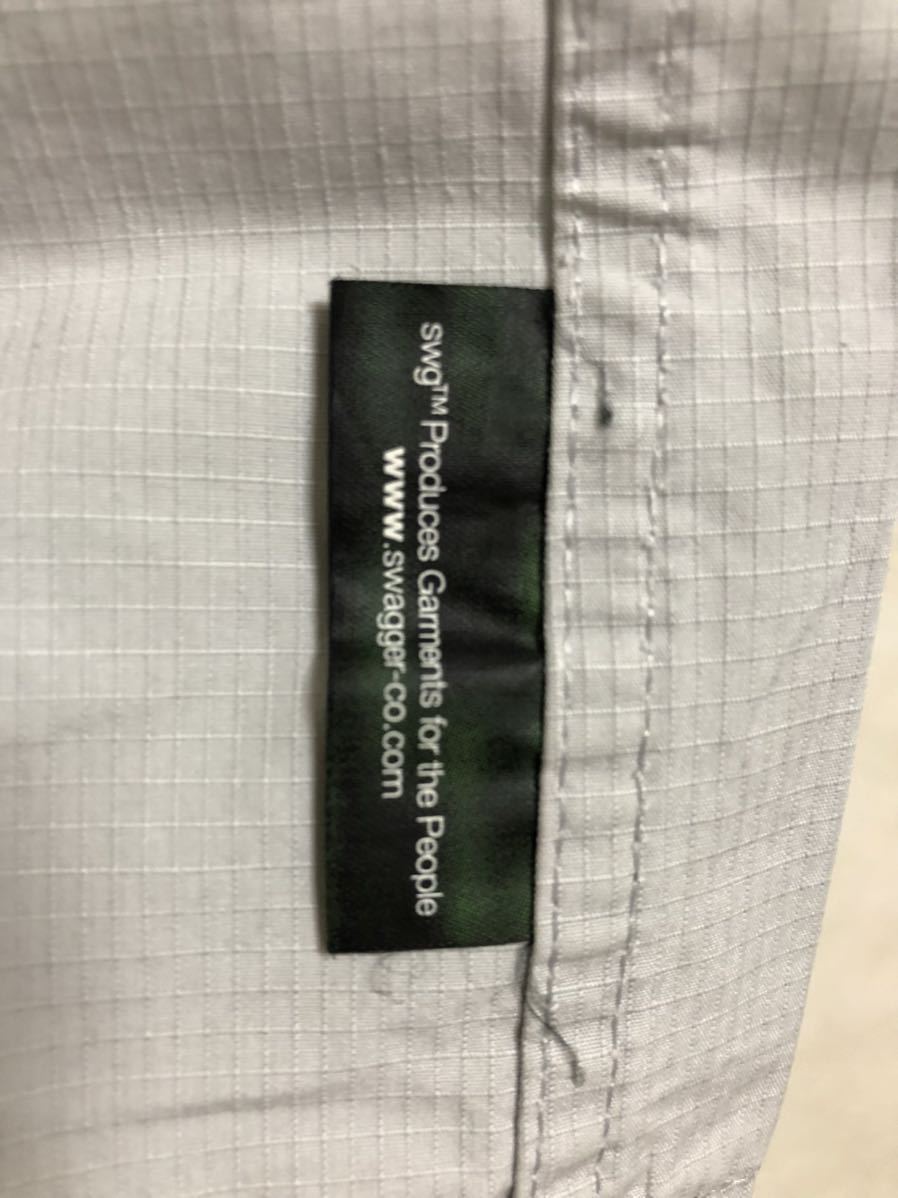 swg™ Produces Garments for the People
www.swagger-co.com